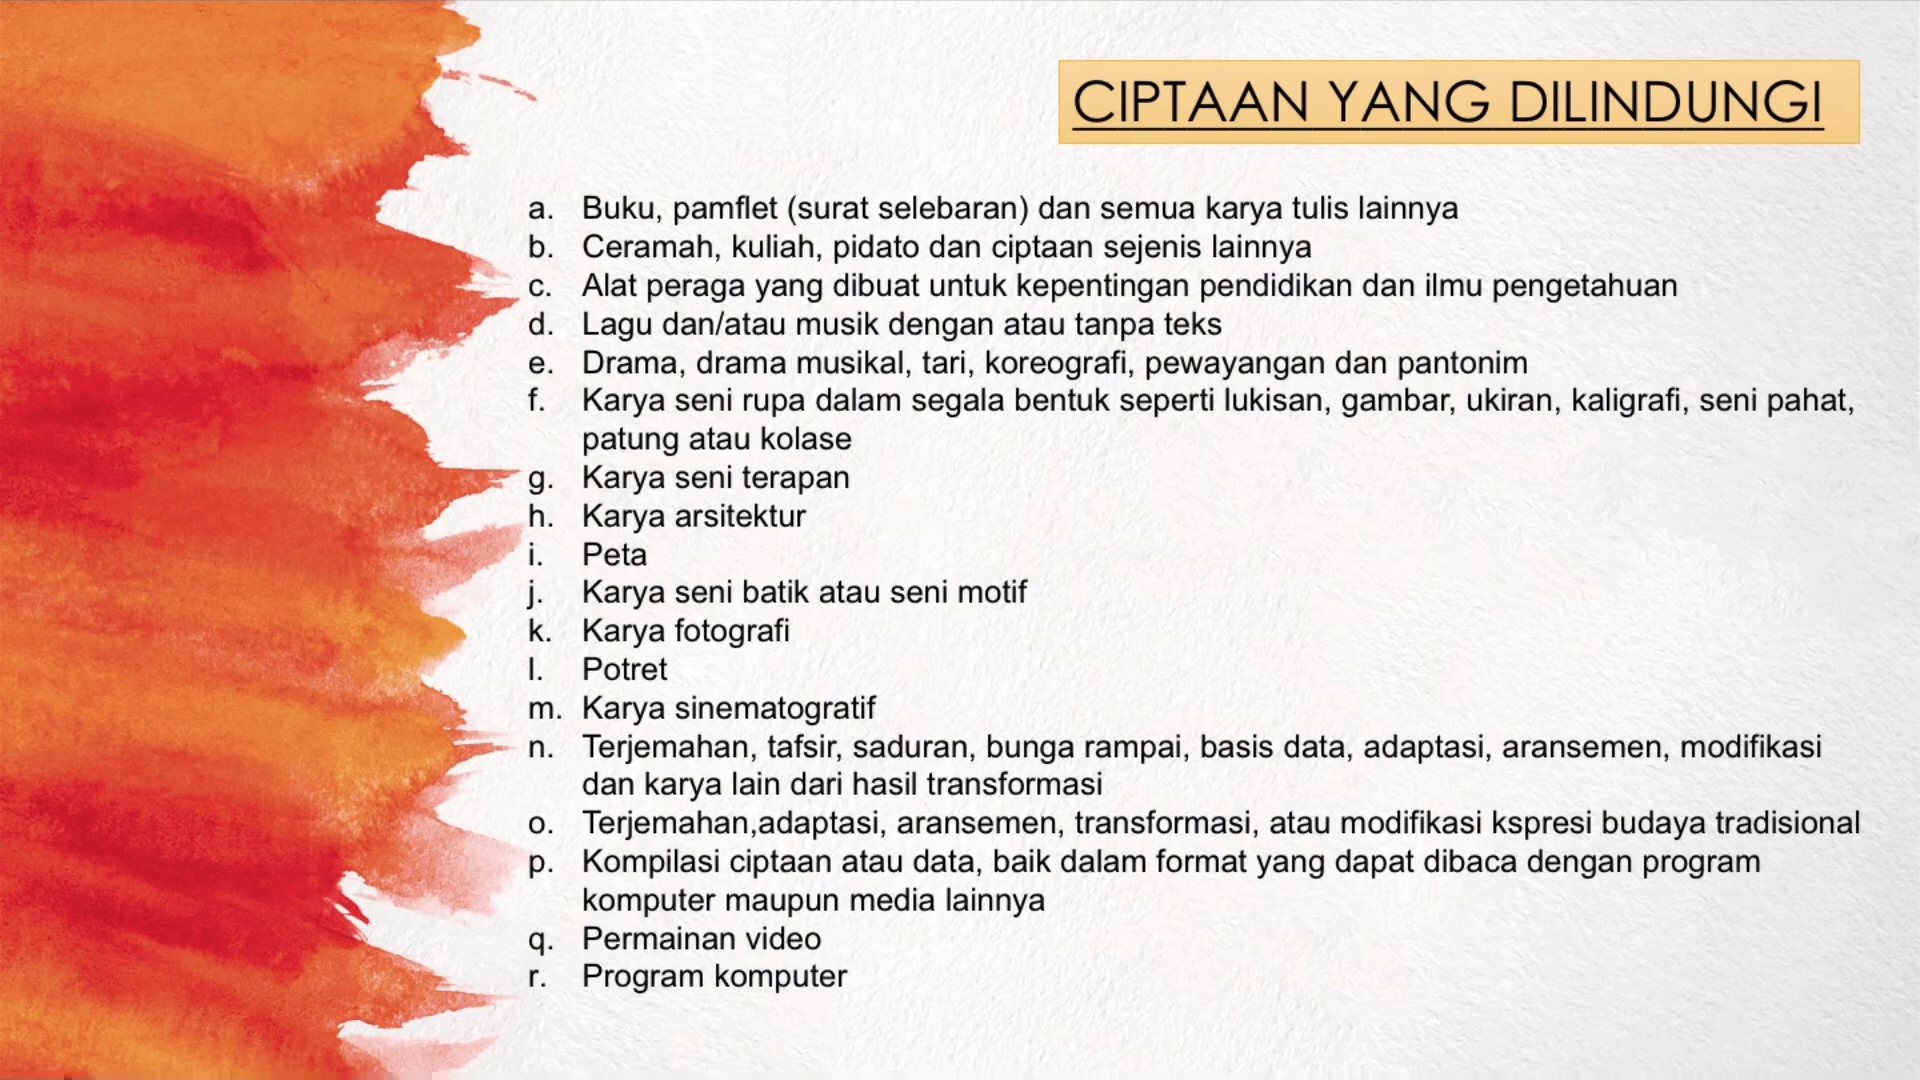 CIPTAAN YANG DILINDUNGI
a. Buku, pamflet (surat selebaran) dan semua karya tulis lainnya
b. Ceramah, kuliah, pidato dan ciptaan sejenis lainnya
c. Alat peraga yang dibuat untuk kepentingan pendidikan dan ilmu pengetahuan
d. Lagu dan/atau musik dengan atau tanpa teks
e. Drama, drama musikal, tari, koreografi, pewayangan dan pantonim
f. Karya seni rupa dalam segala bentuk seperti lukisan, gambar, ukiran, kaligrafi, seni pahat,
patung atau kolase
g. Karya seni terapan
h. Karya arsitektur
i. Peta
j. Karya seni batik atau seni motif
k. Karya fotografi
l. Potret
m. Karya sinematogratif
n. Terjemahan, tafsir, saduran, bunga rampai, basis data, adaptasi, aransemen, modifikasi
dan karya lain dari hasil transformasi
o. Terjemahan,adaptasi, aransemen, transformasi, atau modifikasi kspresi budaya tradisional
p. Kompilasi ciptaan atau data, baik dalam format yang dapat dibaca dengan program
komputer maupun media lainnya
q. Permainan video
r. Program komputer